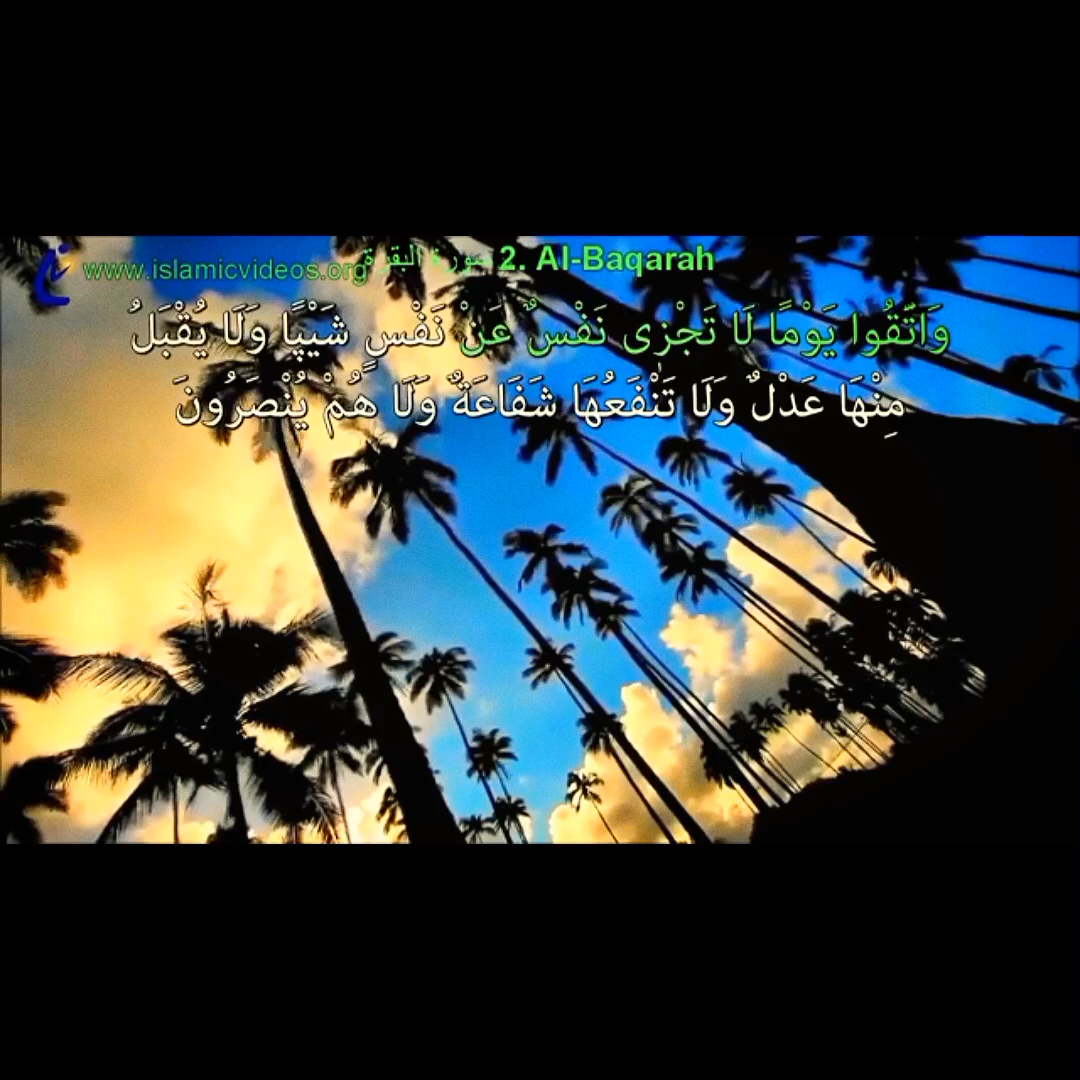 www.islamicvideos.org سورة البقرة 2. Al-Baqarah
وَاتَّقُوا يَوْمًا لَا تَجْزِى نَفْسٌ عَنْ نَفْسٍ شَيْپًا وَلَا يُقْبَلُ
مِنْهَا عَدْلٌ وَلَا تَنْفَعُهَا شَفَاعَةٌ وَلَا هُمْ يُنْصَرُونَ